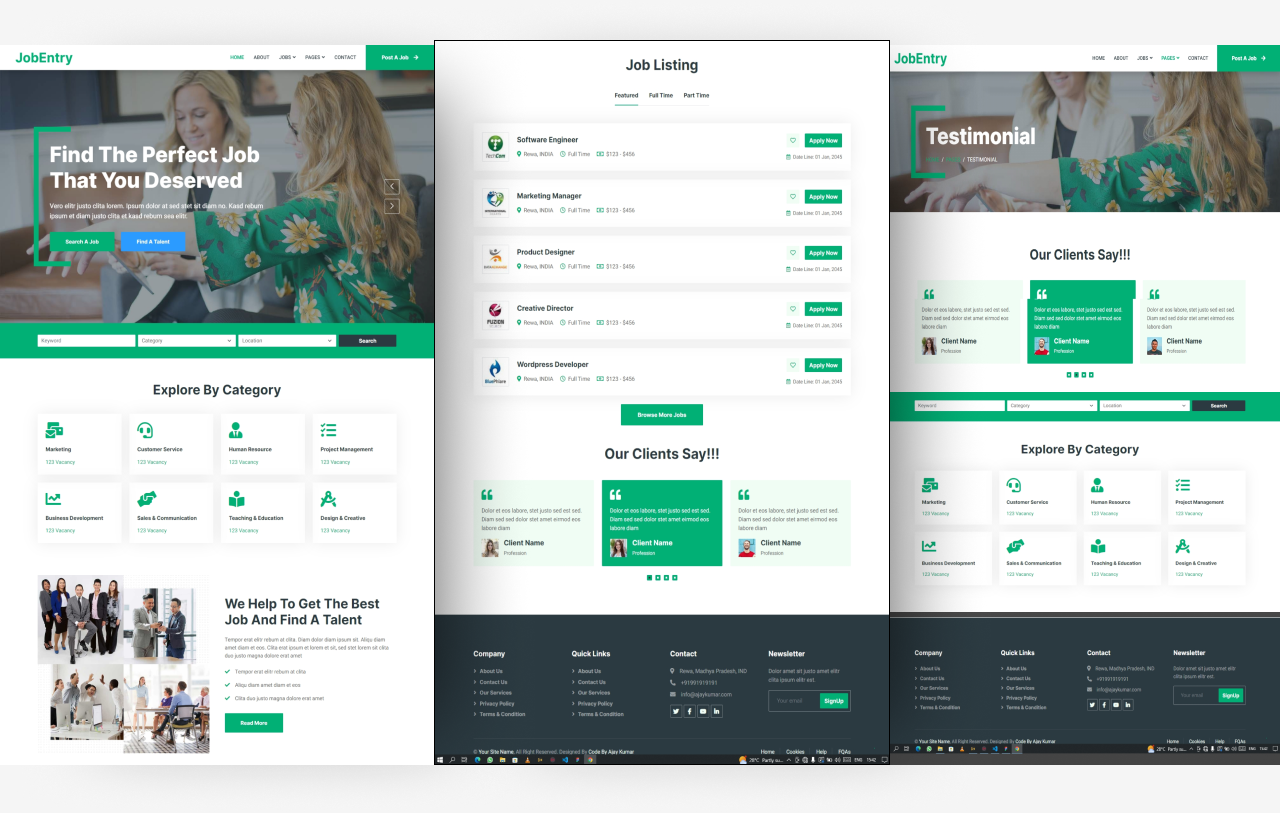 JobEntry
HOME ABOUT JOBS PAGES CONTACT
Post A Job
Find The Perfect Job
That You Deserved
Vero elitr justo clita lorem. Ipsum dolor at sed stet sit diam no. Kasd rebum
ipsum et diam justo clita et kasd rebum sea elitr.
Search A Job
Find A Talent
Keyword
Category
Location
Search
Explore By Category
Marketing
123 Vacancy
Customer Service
123 Vacancy
Human Resource
123 Vacancy
Project Management
123 Vacancy
Business Development
123 Vacancy
Sales & Communication
123 Vacancy
Teaching & Education
123 Vacancy
Design & Creative
123 Vacancy
We Help To Get The Best
Job And Find A Talent
Tempor erat elitr rebum at clita. Diam dolor diam ipsum sit. Aliqu diam
amet diam et eos. Clita erat ipsum et lorem et sit, sed stet lorem sit clita
duo justo magna dolore erat amet
Tempor erat elitr rebum at clita
Aliqu diam amet diam et eos
Clita duo justo magna dolore erat amet
Read More
Job Listing
Featured Full Time Part Time
TechCom
Software Engineer
Rewa, INDIA Full Time $123 - $456
Apply Now
Date Line: 01 Jan, 2045
Marketing Manager
Rewa, INDIA Full Time $123 - $456
Apply Now
Date Line: 01 Jan, 2045
Product Designer
Rewa, INDIA Full Time $123 - $456
Apply Now
Date Line: 01 Jan, 2045
FUZION
Creative Director
Rewa, INDIA Full Time $123 - $456
Apply Now
Date Line: 01 Jan, 2045
Wordpress Developer
Rewa, INDIA Full Time $123 - $456
Apply Now
Date Line: 01 Jan, 2045
Browse More Jobs
Our Clients Say!!!
Dolor et eos labore, stet justo sed est sed.
Diam sed sed dolor stet amet eirmod eos
labore diam
Client Name
Profession
Dolor et eos labore, stet justo sed est sed.
Diam sed sed dolor stet amet eirmod eos
labore diam
Client Name
Profession
Dolor et eos labore, stet justo sed est sed.
Diam sed sed dolor stet amet eirmod eos
labore diam
Client Name
Profession
Company
About Us
Contact Us
Our Services
Privacy Policy
Terms & Condition
Quick Links
About Us
Contact Us
Our Services
Privacy Policy
Terms & Condition
Contact
Rewa, Madhya Pradesh, IND
+91991919191
info@ajaykumar.com
Newsletter
Dolor amet sit justo amet elitr
clita ipsum elitr est.
Your email
SignUp
© Your Site Name, All Right Reserved. Designed By Code By Ajay Kumar
Home Cookies Help FQAs
20°C Partly su... ENG 1542
JobEntry
HOME ABOUT JOBS PAGES CONTACT
Post A Job
Testimonial
/ / TESTIMONIAL
Our Clients Say!!!
Dolor et eos labore, stet justo sed est sed.
Diam sed sed dolor stet amet eirmod eos
labore diam
Client Name
Profession
Dolor et eos labore, stet justo sed est sed.
Diam sed sed dolor stet amet eirmod eos
labore diam
Client Name
Profession
Dolor et eos labore, stet justo sed est sed.
Diam sed sed dolor stet amet eirmod eos
labore diam
Client Name
Profession
Keyword
Category
Location
Search
Explore By Category
Marketing
123 Vacancy
Customer Service
123 Vacancy
Human Resource
123 Vacancy
Project Management
123 Vacancy
Business Development
123 Vacancy
Sales & Communication
123 Vacancy
Teaching & Education
123 Vacancy
Design & Creative
123 Vacancy
Company
About Us
Contact Us
Our Services
Privacy Policy
Terms & Condition
Quick Links
About Us
Contact Us
Our Services
Privacy Policy
Terms & Condition
Contact
Rewa, Madhya Pradesh, IND
+91991919191
info@ajaykumar.com
Newsletter
Dolor amet sit justo amet elitr
clita ipsum elitr est.
Your email
SignUp
© Your Site Name, All Right Reserved. Designed By Code By Ajay Kumar
Home Cookies Help FQAs
20°C Partly su... ENG 1542